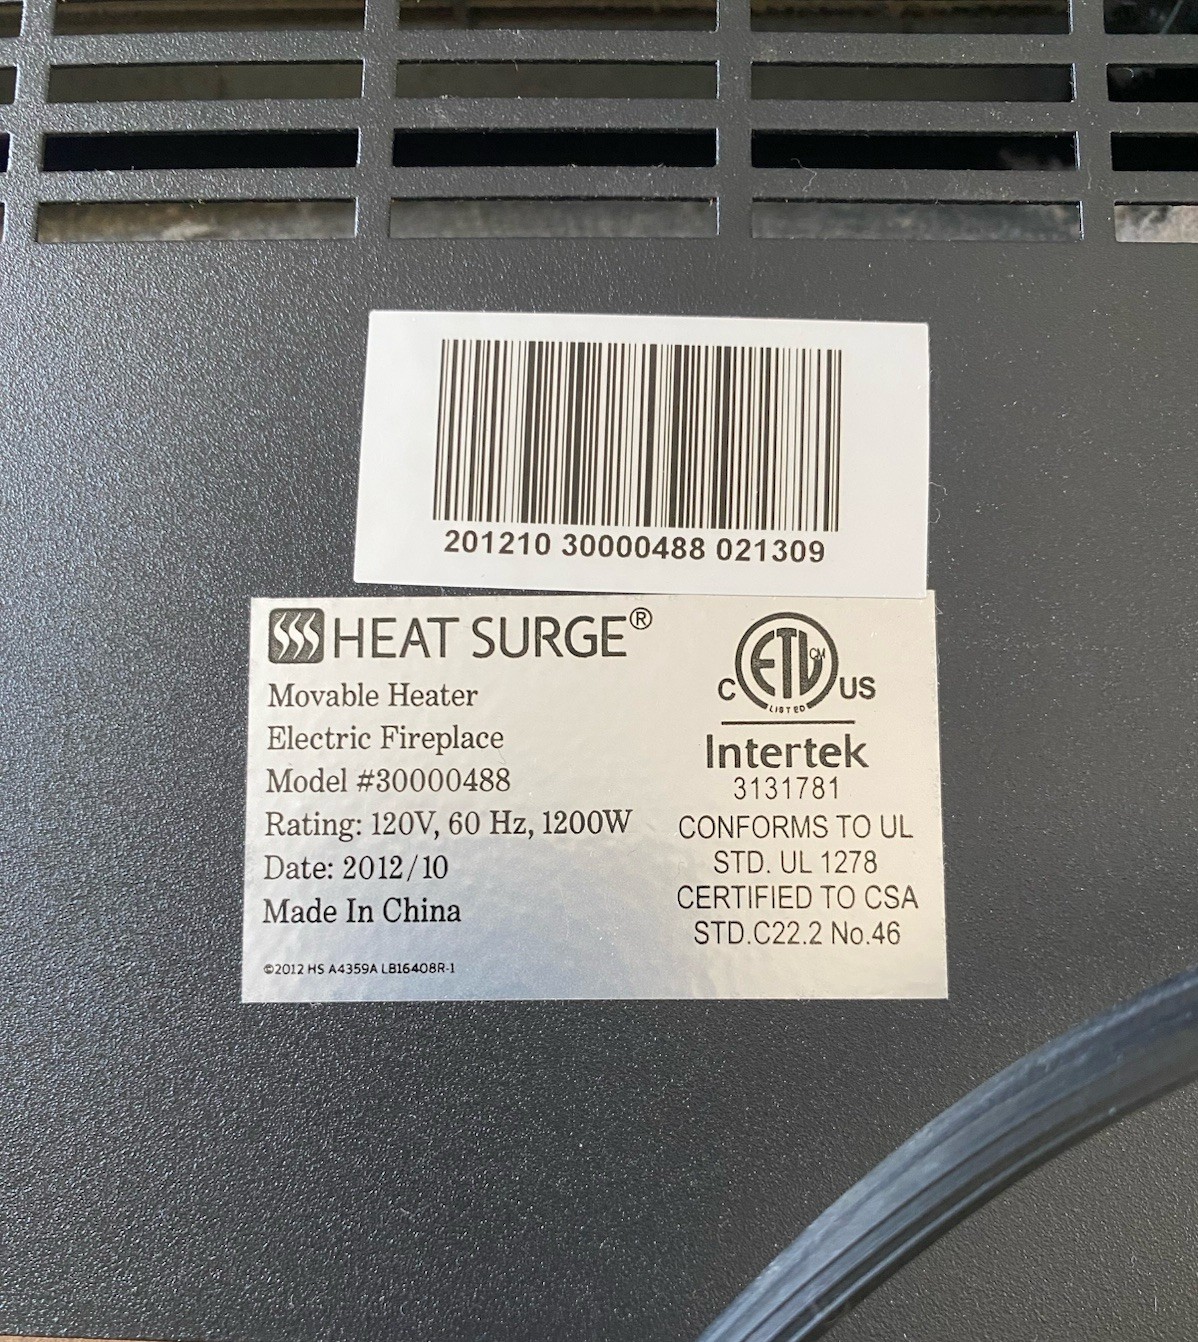 201210 30000488 021309
HEAT SURGE®
Movable Heater
Electric Fireplace
Model #30000488
Rating: 120V, 60 Hz, 1200W
Date: 2012/10
Made In China
©2012 HS A4359A LB16408R-1
ETL CM
C US
LISTED
Intertek
3131781
CONFORMS TO UL
STD. UL 1278
CERTIFIED TO CSA
STD.C22.2 No.46